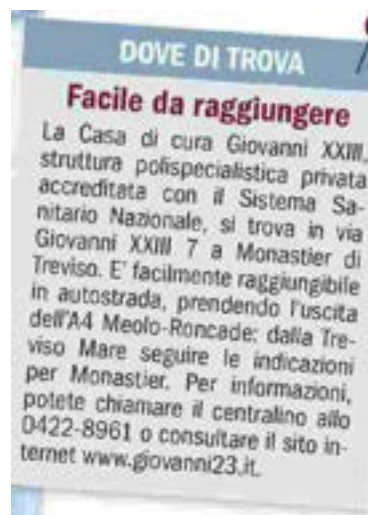 DOVE DI TROVA
Facile da raggiungere
La Casa di cura Giovanni XXIII,
struttura polispecialistica privata
accreditata con il Sistema Sa-
nitario Nazionale, si trova in via
Giovanni XXIII 7 a Monastier di
Treviso. E' facilmente raggiungibile
in autostrada, prendendo l'uscita
dell'A4 Meolo-Roncade; dalla Tre-
viso Mare seguire le indicazioni
per Monastier. Per informazioni,
potete chiamare il centralino allo
0422-8961 o consultare il sito in-
ternet www.giovanni23.it.